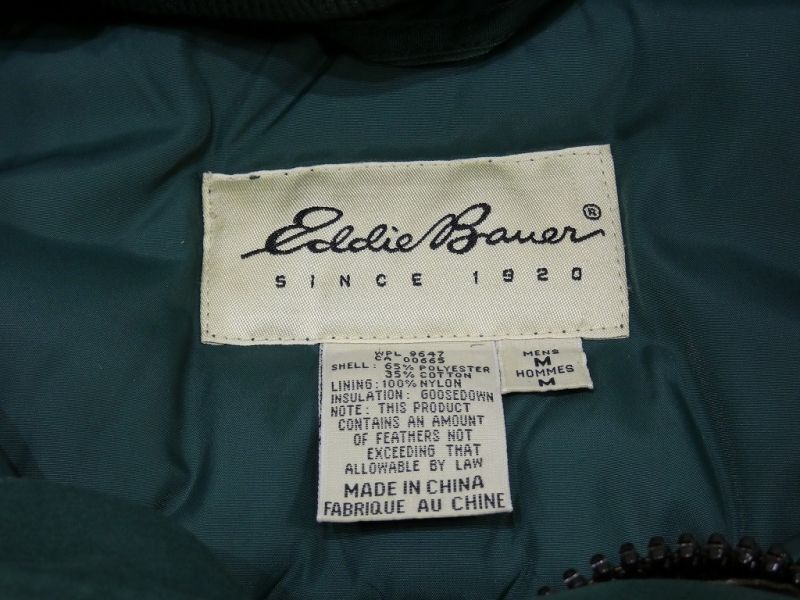 Eddie Bauer®
SINCE 1920
WPL 9647
CA 00665
SHELL: 65% POLYESTER
35% COTTON
LINING: 100% NYLON
INSULATION: GOOSEDOWN
NOTE: THIS PRODUCT
CONTAINS AN AMOUNT
OF FEATHERS NOT
EXCEEDING THAT
ALLOWABLE BY LAW
MADE IN CHINA
FABRIQUE AU CHINE
MENS
M
HOMMES
M